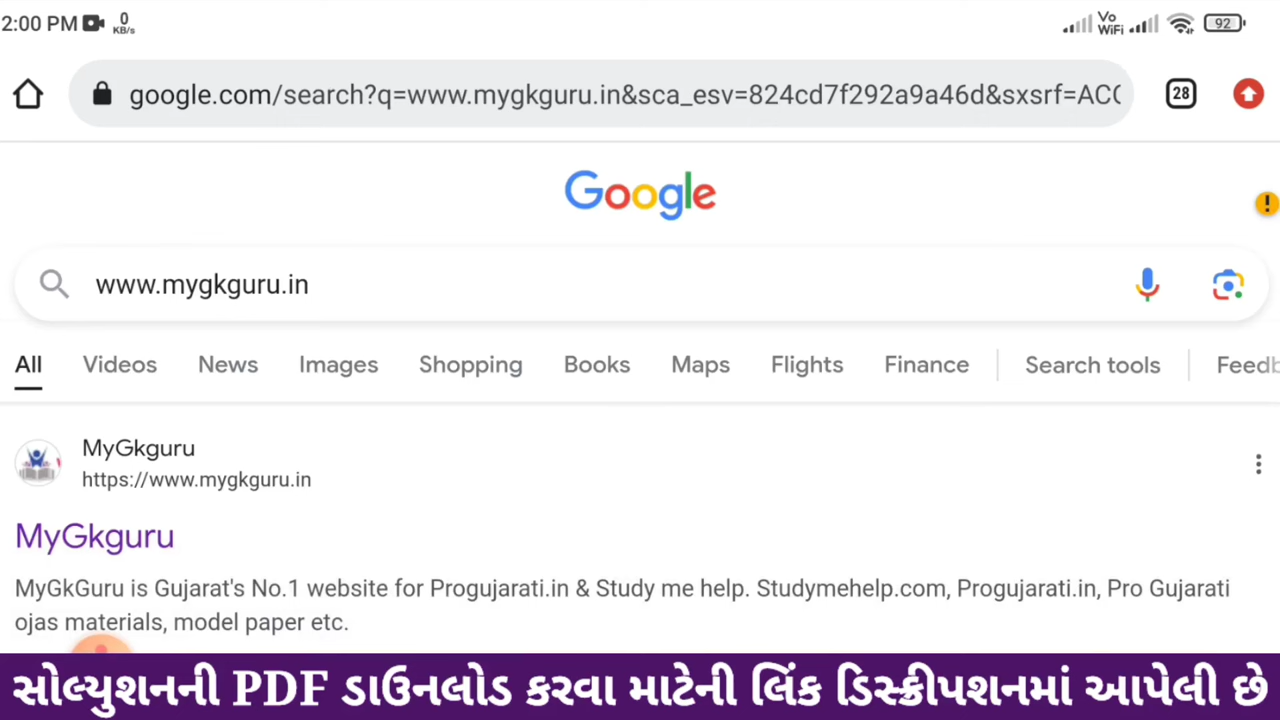 2:00 PM 0 KB/s Vo WiFi 92
google.com/search?q=www.mygkguru.in&sca_esv=824cd7f292a9a46d&sxsrf=ACC 28
Google
www.mygkguru.in
All Videos News Images Shopping Books Maps Flights Finance Search tools Feedb
MyGkguru
https://www.mygkguru.in
MyGkguru
MyGkGuru is Gujarat's No.1 website for Progujarati.in & Study me help. Studymehelp.com, Progujarati.in, Pro Gujarati
ojas materials, model paper etc.
સોલ્યુશનની PDF ડાઉનલોડ કરવા માટેની લિંક ડિસ્ક્રીપશનમાં આપેલી છે